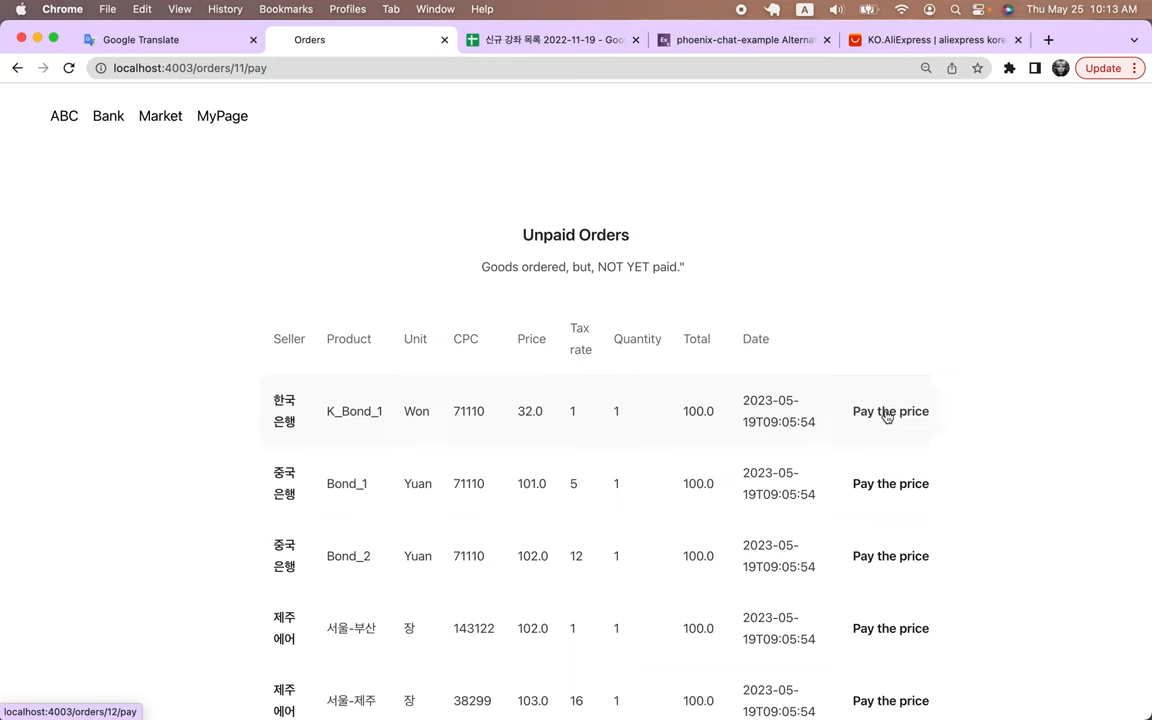 Chrome File Edit View History Bookmarks Profiles Tab Window Help A Thu May 25 10:13 AM
Google Translate Orders 신규 강좌 목록 2022-11-19 - Goo phoenix-chat-example Alternat KO.AliExpress | aliexpress kore
localhost:4003/orders/11/pay Update
ABC Bank Market MyPage
Unpaid Orders
Goods ordered, but, NOT YET paid."
Seller Product Unit CPC Price Tax rate Quantity Total Date
한국 은행 K_Bond_1 Won 71110 32.0 1 1 100.0 2023-05-19T09:05:54 Pay the price
중국 은행 Bond_1 Yuan 71110 101.0 5 1 100.0 2023-05-19T09:05:54 Pay the price
중국 은행 Bond_2 Yuan 71110 102.0 12 1 100.0 2023-05-19T09:05:54 Pay the price
제주 에어 서울-부산 장 143122 102.0 1 1 100.0 2023-05-19T09:05:54 Pay the price
제주 에어 서울-제주 장 38299 103.0 16 1 100.0 2023-05-19T09:05:54 Pay the price
localhost:4003/orders/12/pay